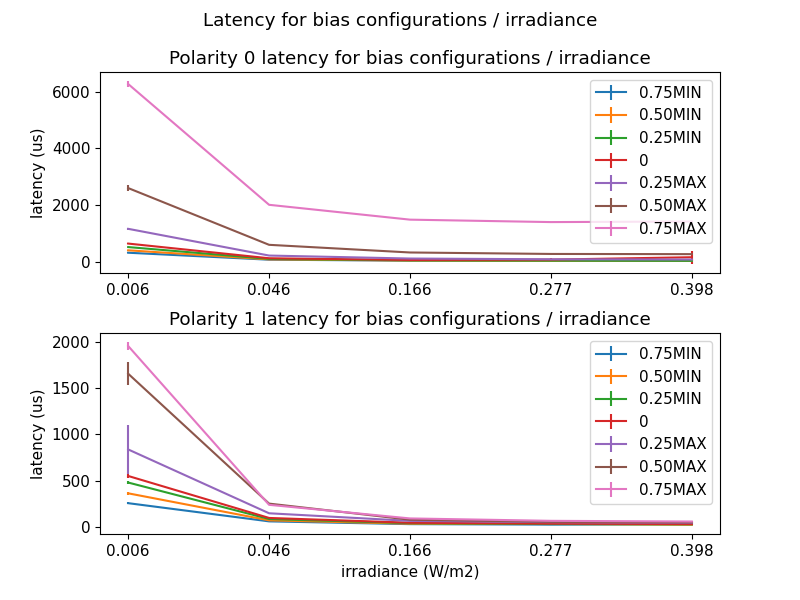 Latency for bias configurations / irradiance
Polarity 0 latency for bias configurations / irradiance
6000
4000
2000
0
latency (us)
0.75MIN
0.50MIN
0.25MIN
0
0.25MAX
0.50MAX
0.75MAX
0.006 0.046 0.166 0.277 0.398
Polarity 1 latency for bias configurations / irradiance
2000
1500
1000
500
0
latency (us)
0.75MIN
0.50MIN
0.25MIN
0
0.25MAX
0.50MAX
0.75MAX
0.006 0.046 0.166 0.277 0.398
irradiance (W/m2)